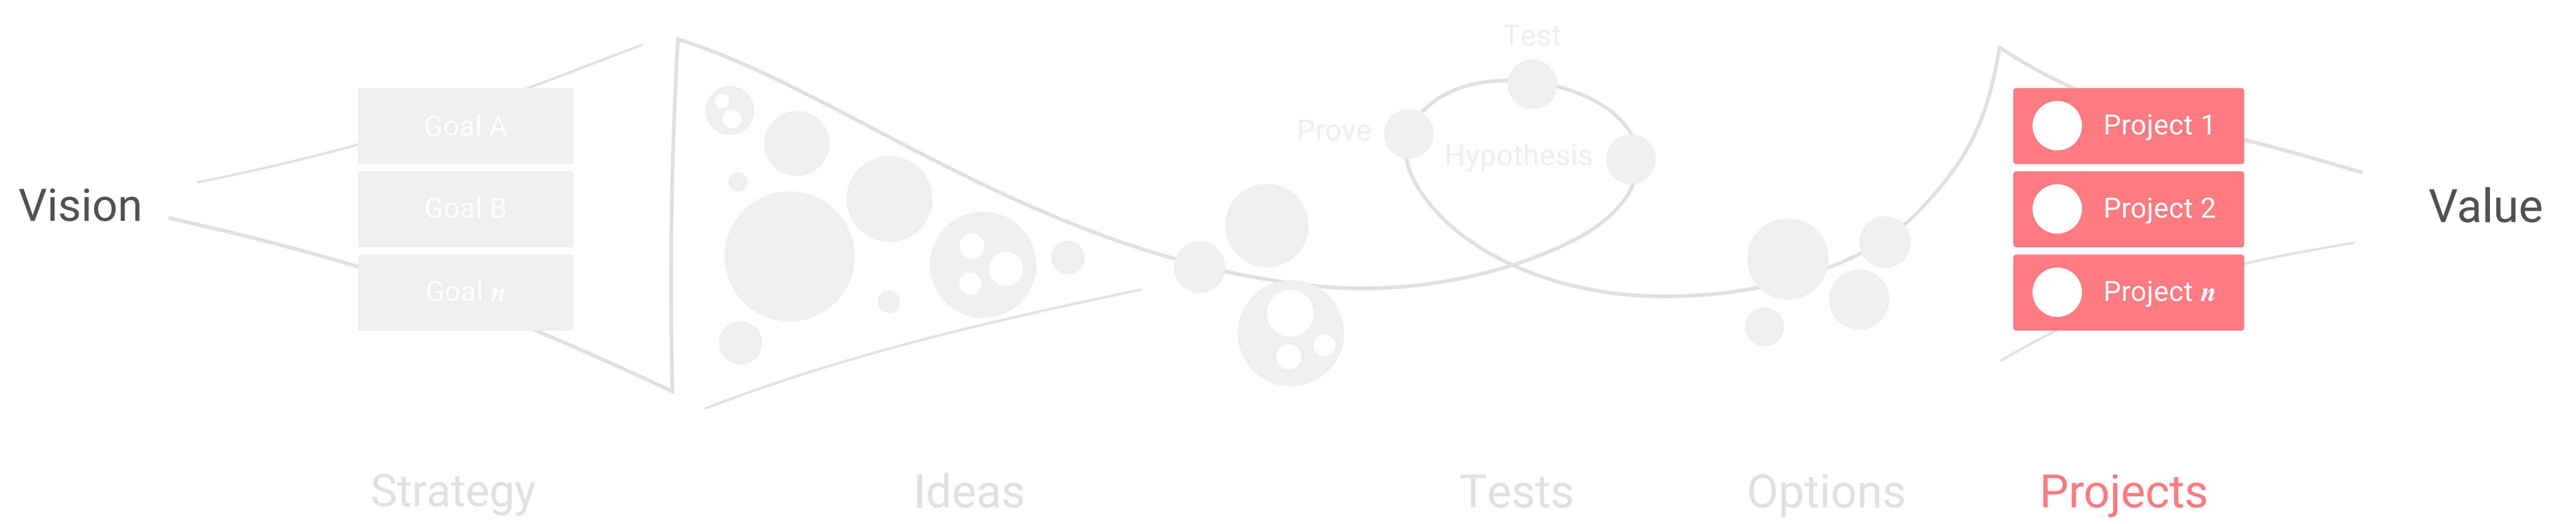 Vision
Goal A
Goal B
Goal n
Test
Prove
Hypothesis
Project 1
Project 2
Project n
Value
Strategy
Ideas
Tests
Options
Projects